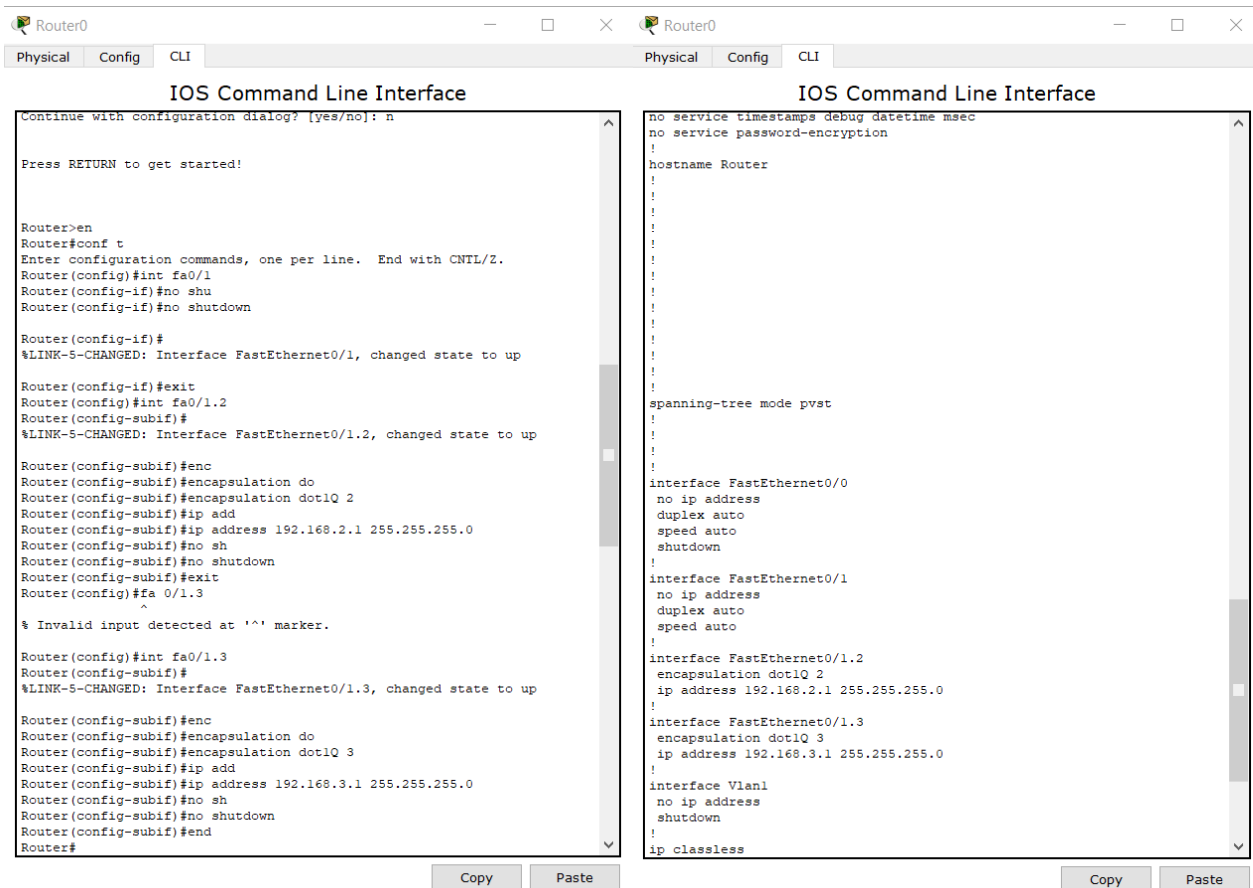 Router0
Physical Config CLI
IOS Command Line Interface
Continue with configuration dialog? [yes/no]: n
Press RETURN to get started!
Router>en
Router#conf t
Enter configuration commands, one per line.  End with CNTL/Z.
Router(config)#int fa0/1
Router(config-if)#no shu
Router(config-if)#no shutdown
Router(config-if)#
%LINK-5-CHANGED: Interface FastEthernet0/1, changed state to up
Router(config-if)#exit
Router(config)#int fa0/1.2
Router(config-subif)#
%LINK-5-CHANGED: Interface FastEthernet0/1.2, changed state to up
Router(config-subif)#enc
Router(config-subif)#encapsulation do
Router(config-subif)#encapsulation dot1Q 2
Router(config-subif)#ip add
Router(config-subif)#ip address 192.168.2.1 255.255.255.0
Router(config-subif)#no sh
Router(config-subif)#no shutdown
Router(config-subif)#exit
Router(config)#fa 0/1.3
^
% Invalid input detected at '^' marker.
Router(config)#int fa0/1.3
Router(config-subif)#
%LINK-5-CHANGED: Interface FastEthernet0/1.3, changed state to up
Router(config-subif)#enc
Router(config-subif)#encapsulation do
Router(config-subif)#encapsulation dot1Q 3
Router(config-subif)#ip add
Router(config-subif)#ip address 192.168.3.1 255.255.255.0
Router(config-subif)#no sh
Router(config-subif)#no shutdown
Router(config-subif)#end
Router#
Copy Paste
Router0
Physical Config CLI
IOS Command Line Interface
no service timestamps debug datetime msec
no service password-encryption
!
hostname Router
!
!
!
!
!
!
!
!
!
!
!
!
!
!
spanning-tree mode pvst
!
!
!
!
interface FastEthernet0/0
no ip address
duplex auto
speed auto
shutdown
!
interface FastEthernet0/1
no ip address
duplex auto
speed auto
!
interface FastEthernet0/1.2
encapsulation dot1Q 2
ip address 192.168.2.1 255.255.255.0
!
interface FastEthernet0/1.3
encapsulation dot1Q 3
ip address 192.168.3.1 255.255.255.0
!
interface Vlan1
no ip address
shutdown
!
ip classless
Copy Paste